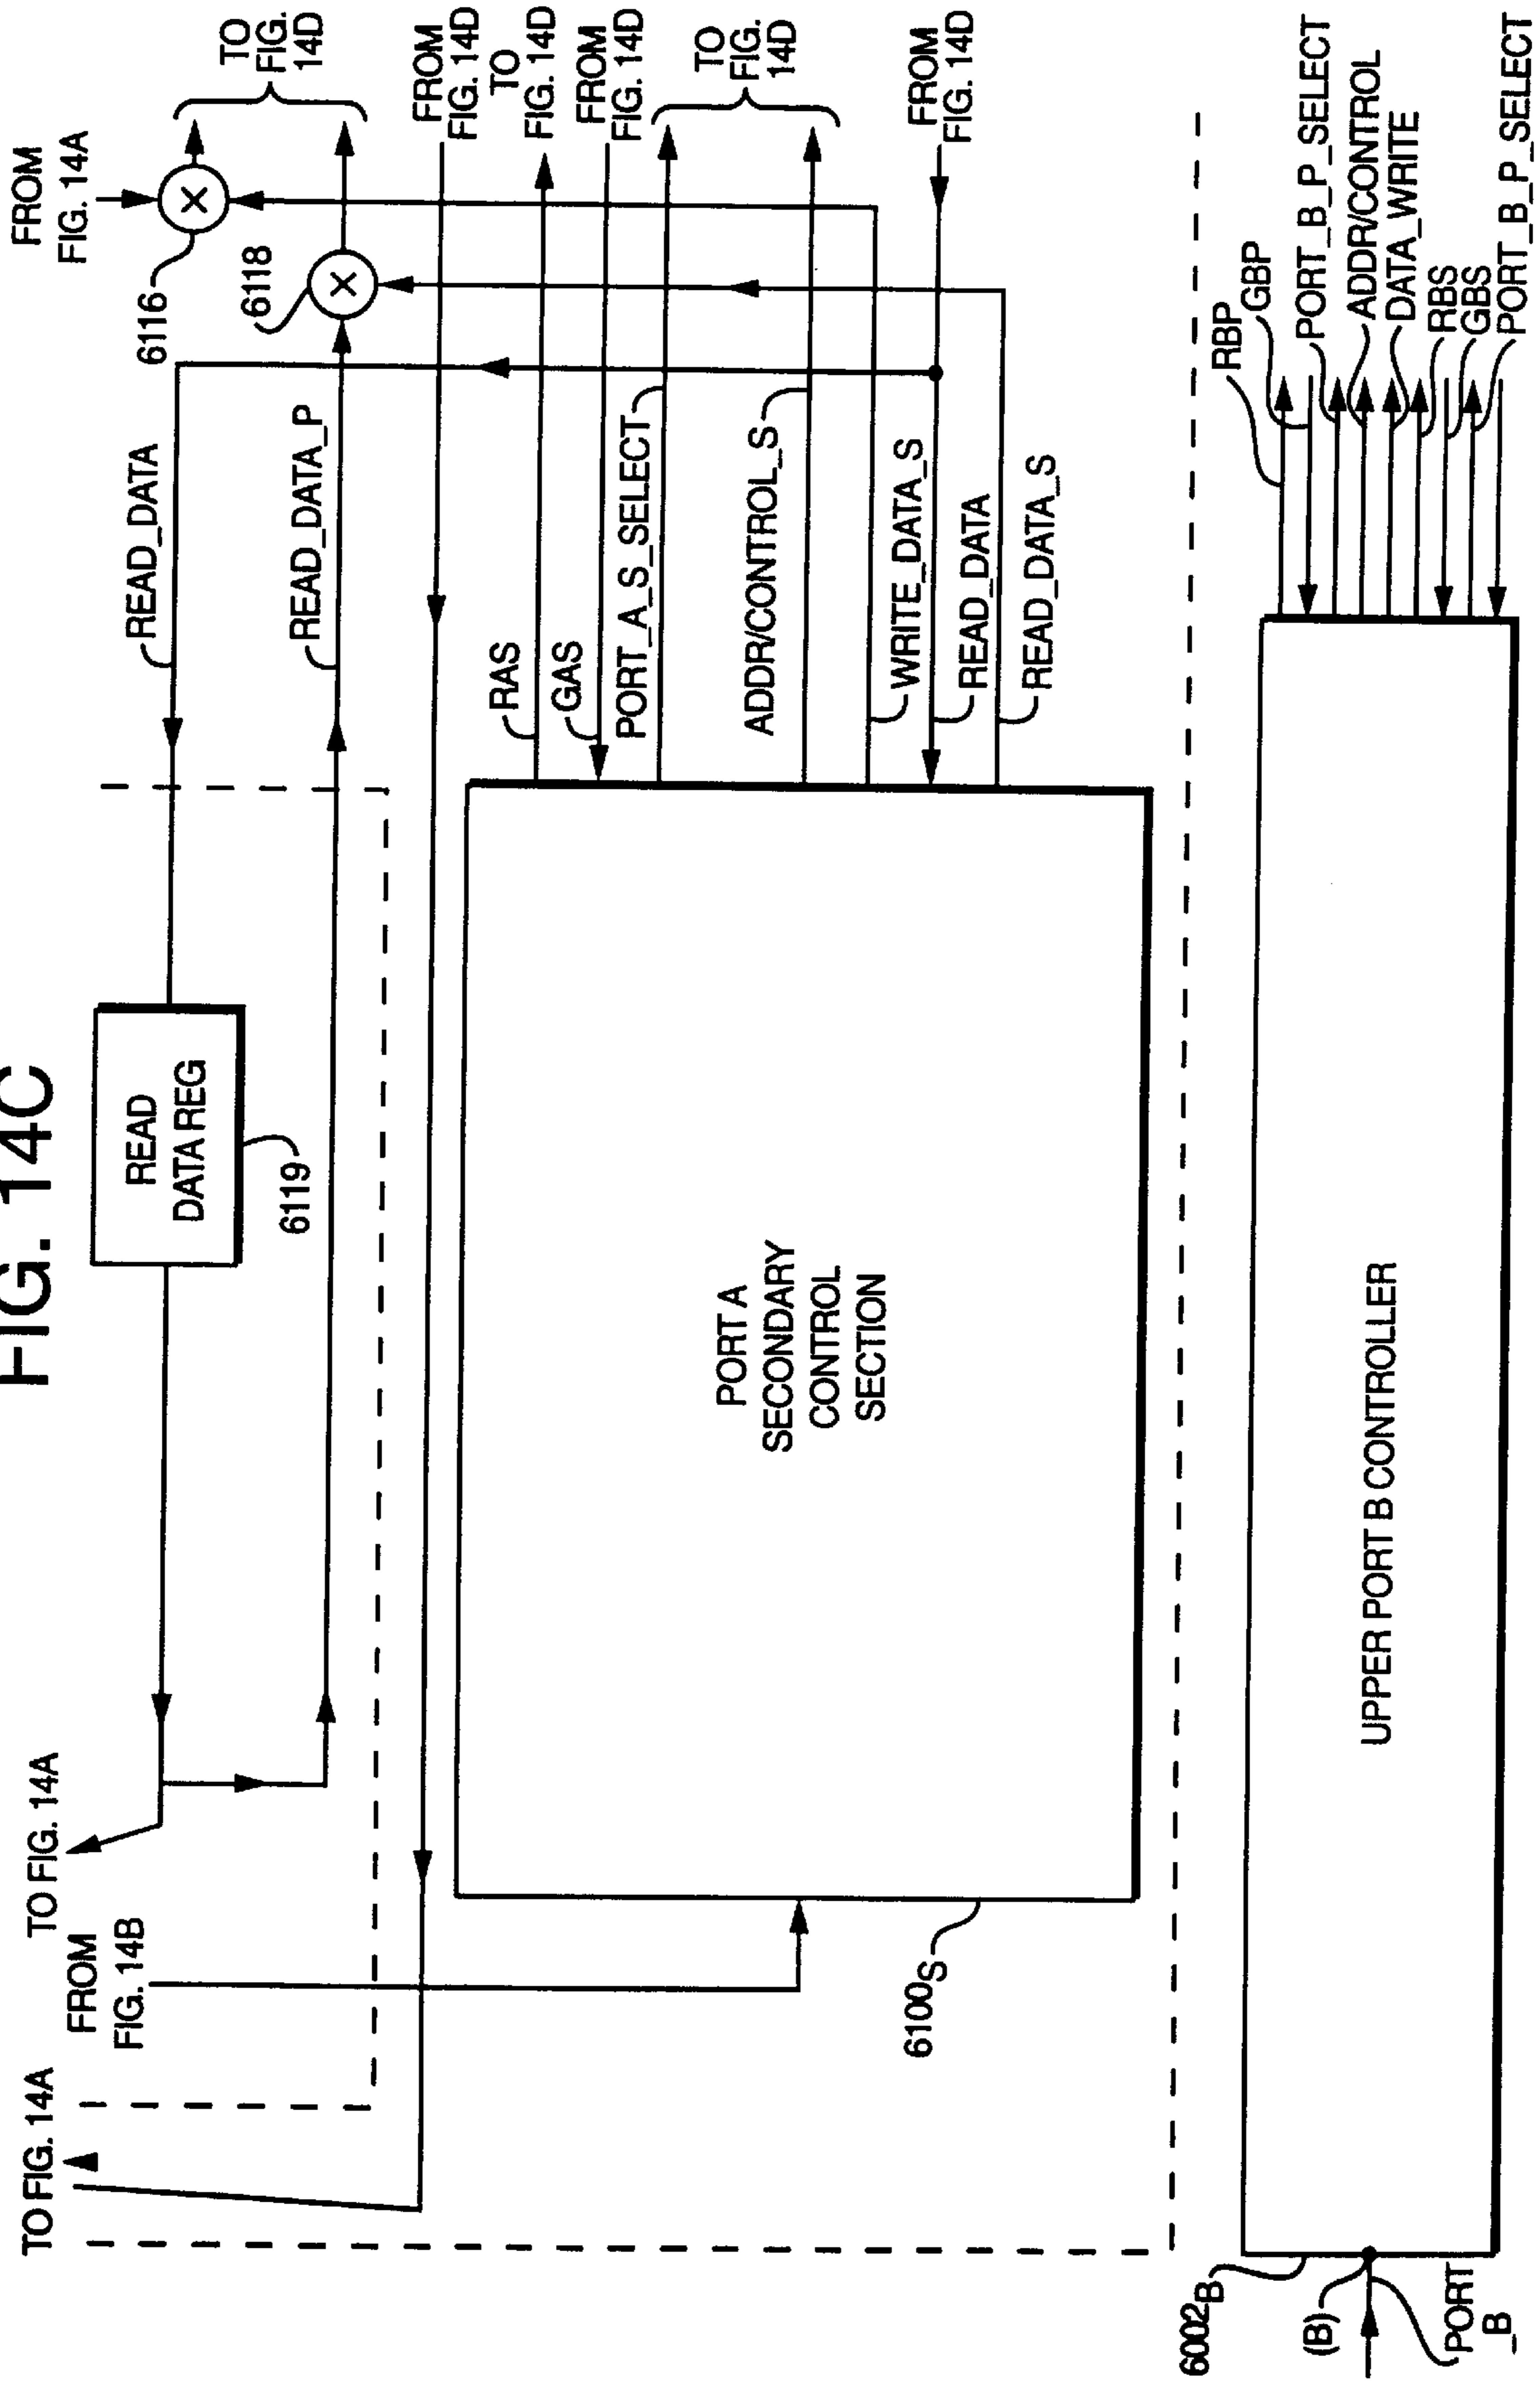 FIG. 14C
TO FIG. 14A
FROM
FIG. 14B
TO FIG. 14A
READ
DATA REG
6119
READ_DATA
READ_DATA_P
6116
6118
FROM
FIG. 14A
TO
FIG.
14D
FROM
FIG. 14D
TO
FIG. 14D
FROM
FIG. 14D
TO
FIG.
14D
FROM
FIG. 14D
RAS
GAS
PORT_A_S_SELECT
ADDR/CONTROL_S
WRITE_DATA_S
READ_DATA
READ_DATA_S
PORT A
SECONDARY
CONTROL
SECTION
6100S
6002B
(B)
PORT
_B
UPPER PORT B CONTROLLER
RBP
GBP
PORT_B_P_SELECT
ADDR/CONTROL
DATA_WRITE
RBS
GBS
PORT_B_P_SELECT